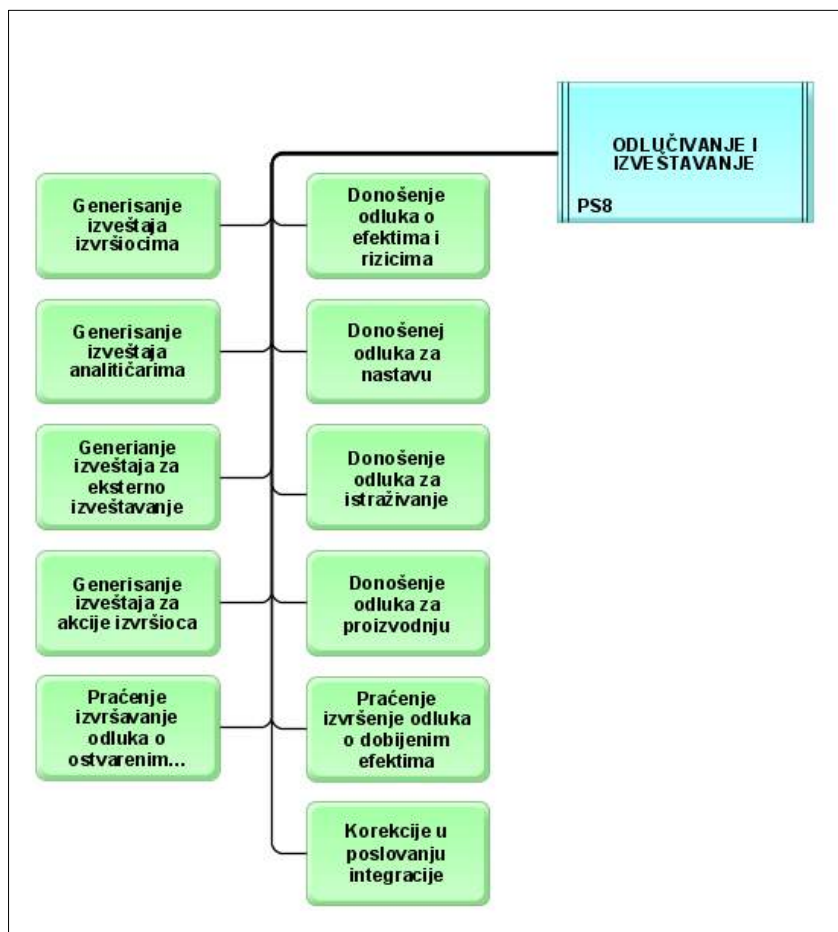 ODLUČIVANJE I
IZVEŠTAVANJE
PS8
Generisanje
izveštaja
izvršiocima
Donošenje
odluka o
efektima i
rizicima
Generisanje
izveštaja
analitičarima
Donošenej
odluka za
nastavu
Generianje
izveštaja za
eksterno
izveštavanje
Donošenje
odluka za
istraživanje
Generisanje
izveštaja za
akcije izvršioca
Donošenje
odluka za
proizvodnju
Praćenje
izvršavanje
odluka o
ostvarenim...
Praćenje
izvršenje odluka
o dobijenim
efektima
Korekcije u
poslovanju
integracije